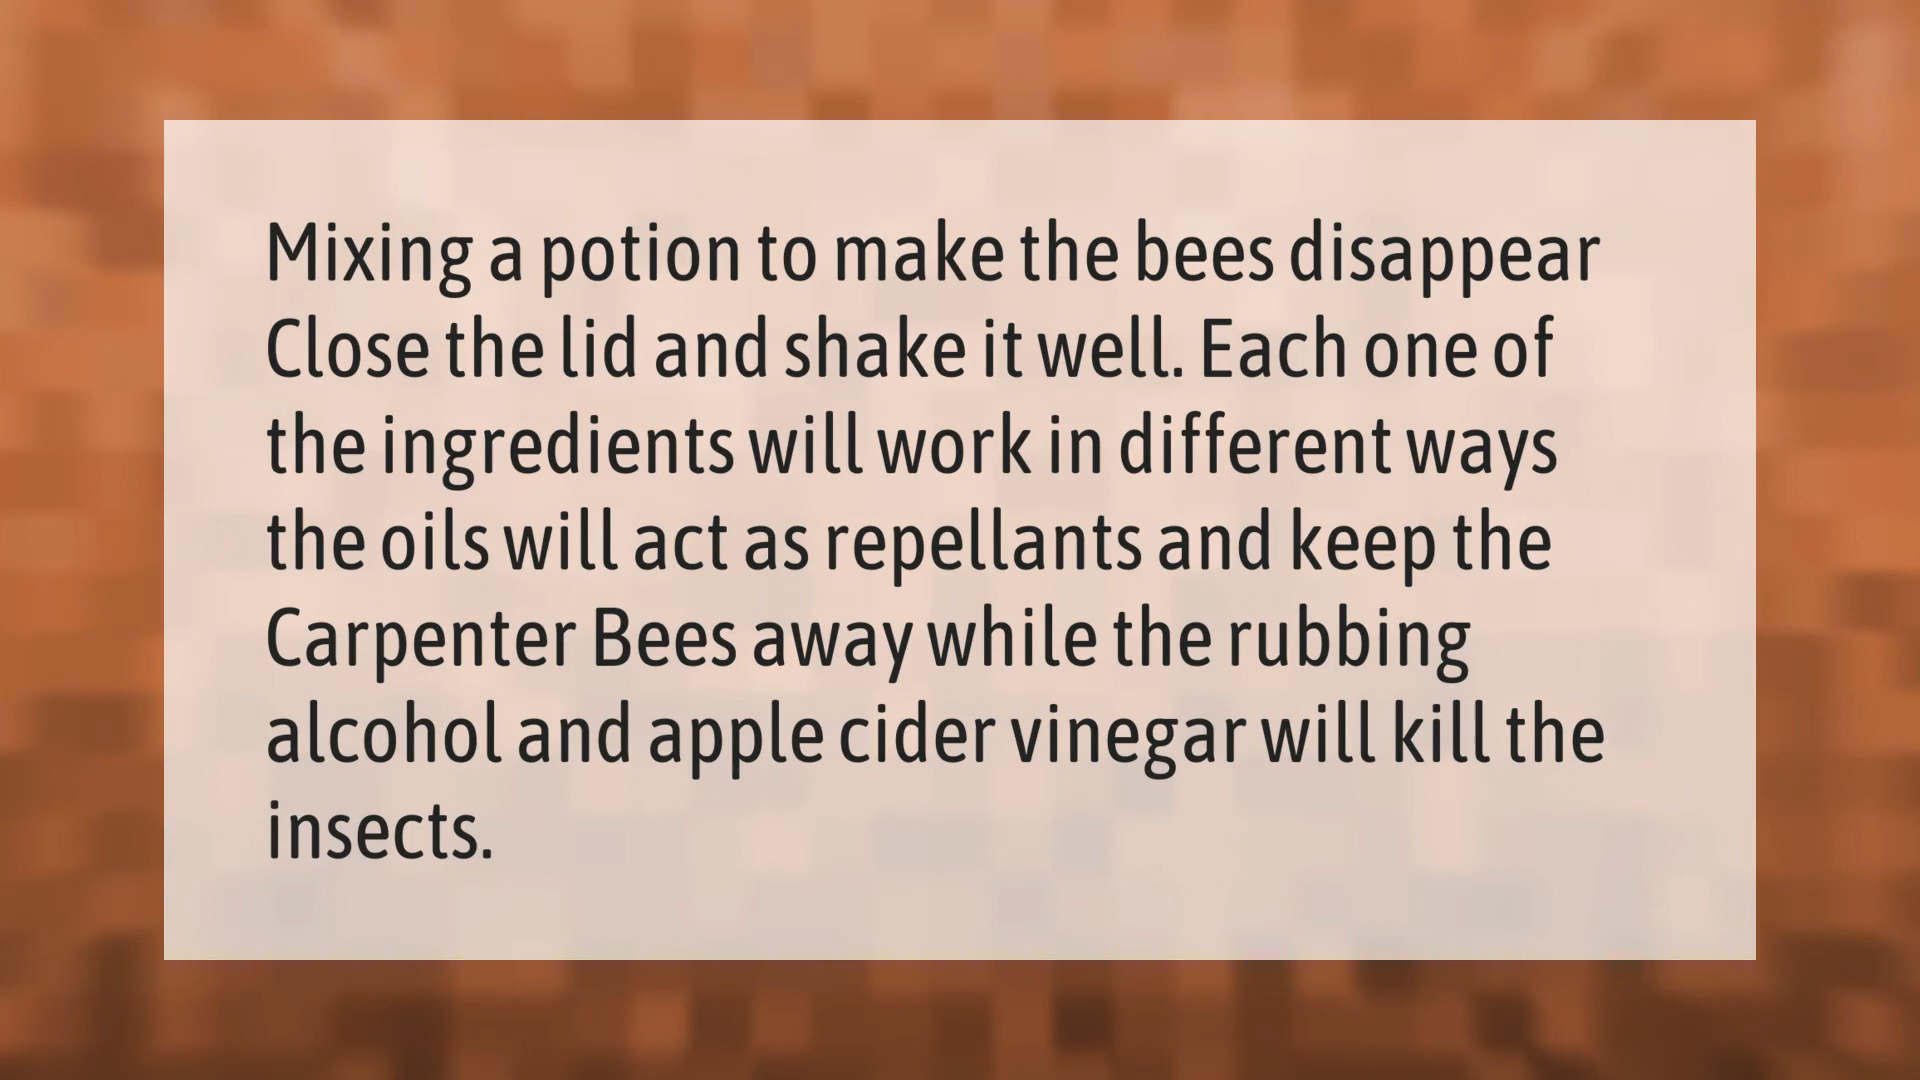 Mixing a potion to make the bees disappear
Close the lid and shake it well. Each one of
the ingredients will work in different ways
the oils will act as repellants and keep the
Carpenter Bees away while the rubbing
alcohol and apple cider vinegar will kill the
insects.